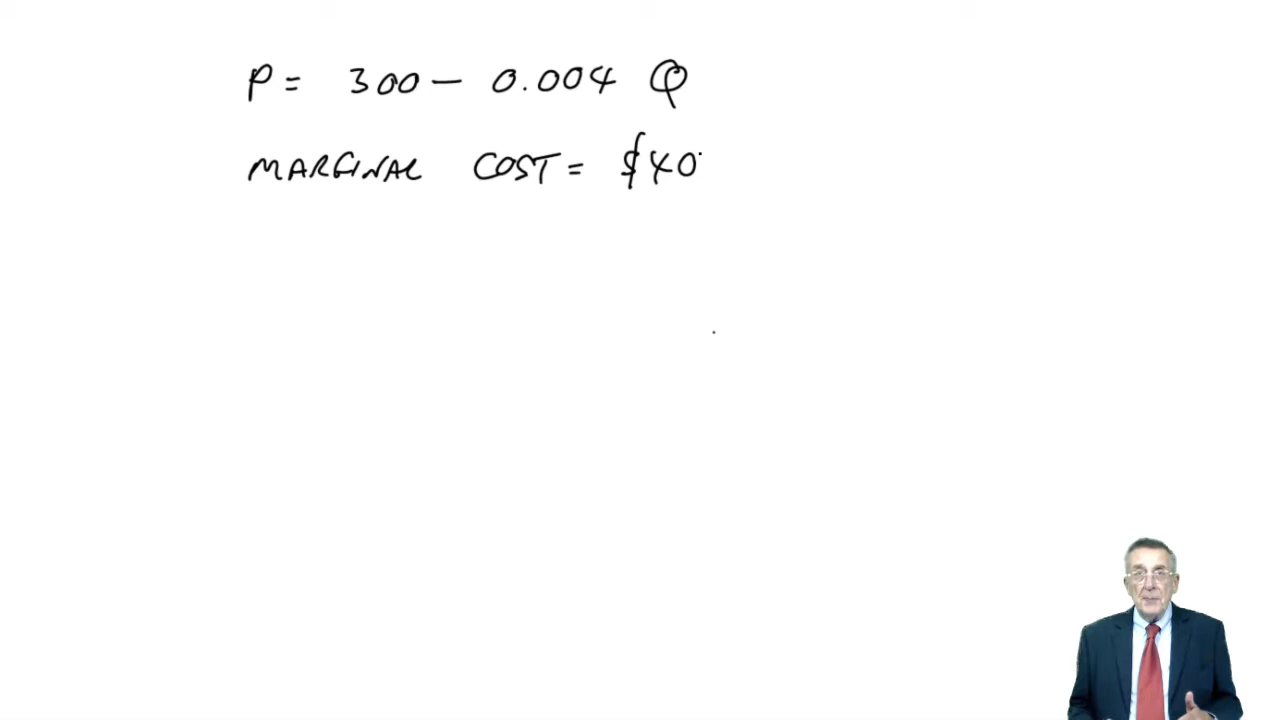 P = 300 - 0.004 Q
MARGINAL COST = $40